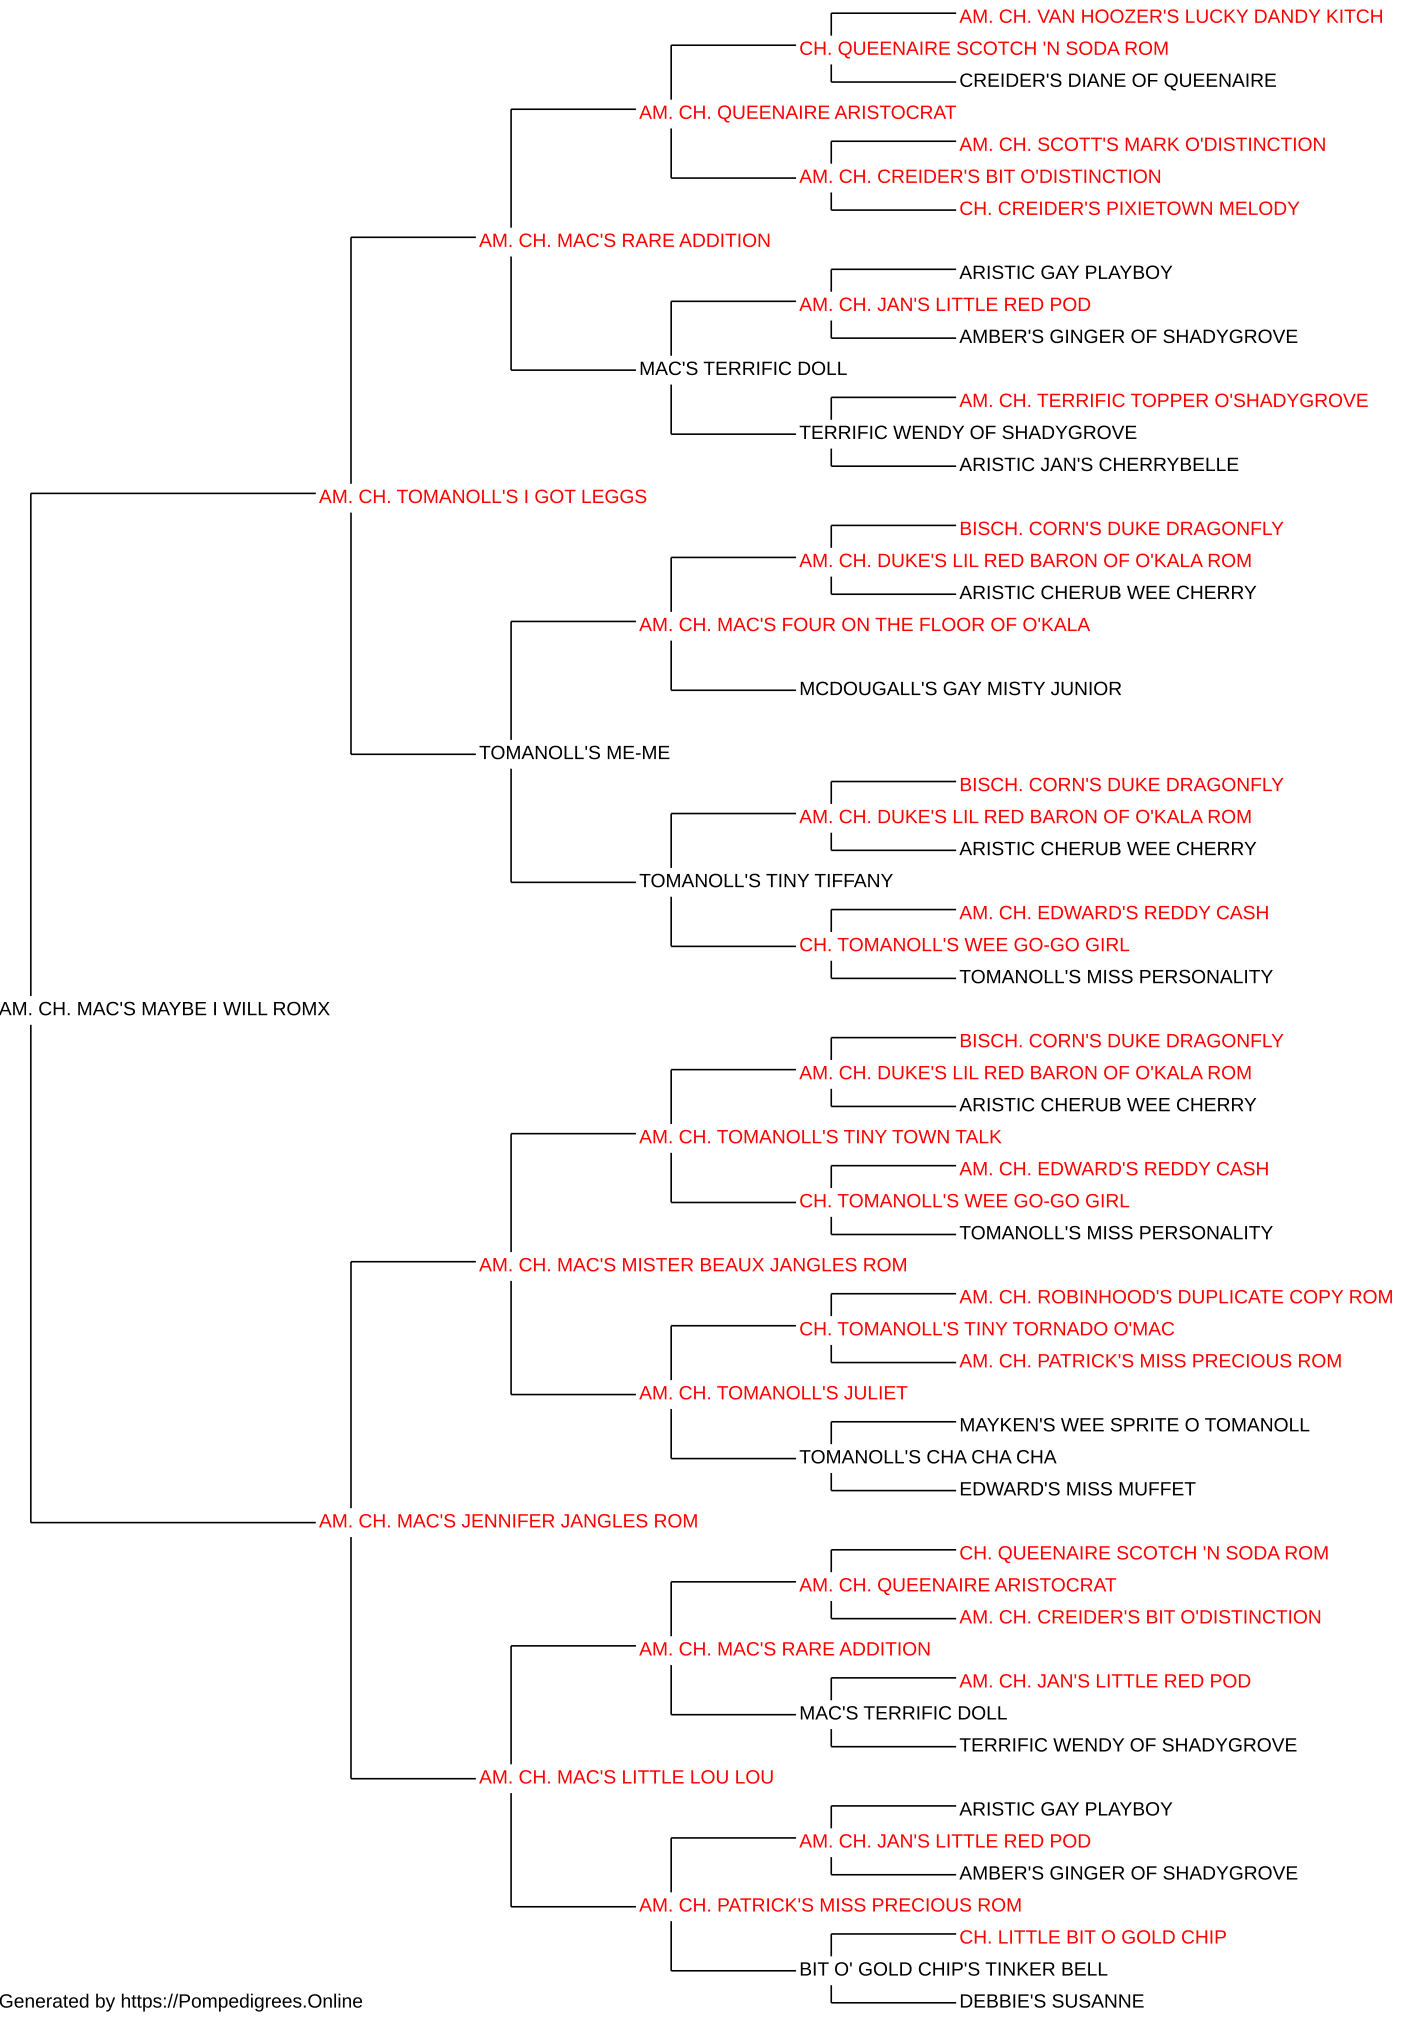 AM. CH. VAN HOOZER'S LUCKY DANDY KITCH
CH. QUEENAIRE SCOTCH 'N SODA ROM
CREIDER'S DIANE OF QUEENAIRE
AM. CH. QUEENAIRE ARISTOCRAT
AM. CH. SCOTT'S MARK O'DISTINCTION
AM. CH. CREIDER'S BIT O'DISTINCTION
CH. CREIDER'S PIXIETOWN MELODY
AM. CH. MAC'S RARE ADDITION
ARISTIC GAY PLAYBOY
AM. CH. JAN'S LITTLE RED POD
AMBER'S GINGER OF SHADYGROVE
MAC'S TERRIFIC DOLL
AM. CH. TERRIFIC TOPPER O'SHADYGROVE
TERRIFIC WENDY OF SHADYGROVE
ARISTIC JAN'S CHERRYBELLE
AM. CH. TOMANOLL'S I GOT LEGGS
BISCH. CORN'S DUKE DRAGONFLY
AM. CH. DUKE'S LIL RED BARON OF O'KALA ROM
ARISTIC CHERUB WEE CHERRY
AM. CH. MAC'S FOUR ON THE FLOOR OF O'KALA
MCDOUGALL'S GAY MISTY JUNIOR
TOMANOLL'S ME-ME
BISCH. CORN'S DUKE DRAGONFLY
AM. CH. DUKE'S LIL RED BARON OF O'KALA ROM
ARISTIC CHERUB WEE CHERRY
TOMANOLL'S TINY TIFFANY
AM. CH. EDWARD'S REDDY CASH
CH. TOMANOLL'S WEE GO-GO GIRL
TOMANOLL'S MISS PERSONALITY
AM. CH. MAC'S MAYBE I WILL ROMX
BISCH. CORN'S DUKE DRAGONFLY
AM. CH. DUKE'S LIL RED BARON OF O'KALA ROM
ARISTIC CHERUB WEE CHERRY
AM. CH. TOMANOLL'S TINY TOWN TALK
AM. CH. EDWARD'S REDDY CASH
CH. TOMANOLL'S WEE GO-GO GIRL
TOMANOLL'S MISS PERSONALITY
AM. CH. MAC'S MISTER BEAUX JANGLES ROM
AM. CH. ROBINHOOD'S DUPLICATE COPY ROM
CH. TOMANOLL'S TINY TORNADO O'MAC
AM. CH. PATRICK'S MISS PRECIOUS ROM
AM. CH. TOMANOLL'S JULIET
MAYKEN'S WEE SPRITE O TOMANOLL
TOMANOLL'S CHA CHA CHA
EDWARD'S MISS MUFFET
AM. CH. MAC'S JENNIFER JANGLES ROM
CH. QUEENAIRE SCOTCH 'N SODA ROM
AM. CH. QUEENAIRE ARISTOCRAT
AM. CH. CREIDER'S BIT O'DISTINCTION
AM. CH. MAC'S RARE ADDITION
AM. CH. JAN'S LITTLE RED POD
MAC'S TERRIFIC DOLL
TERRIFIC WENDY OF SHADYGROVE
AM. CH. MAC'S LITTLE LOU LOU
ARISTIC GAY PLAYBOY
AM. CH. JAN'S LITTLE RED POD
AMBER'S GINGER OF SHADYGROVE
AM. CH. PATRICK'S MISS PRECIOUS ROM
CH. LITTLE BIT O GOLD CHIP
BIT O' GOLD CHIP'S TINKER BELL
DEBBIE'S SUSANNE
Generated by https://Pompedigrees.Online